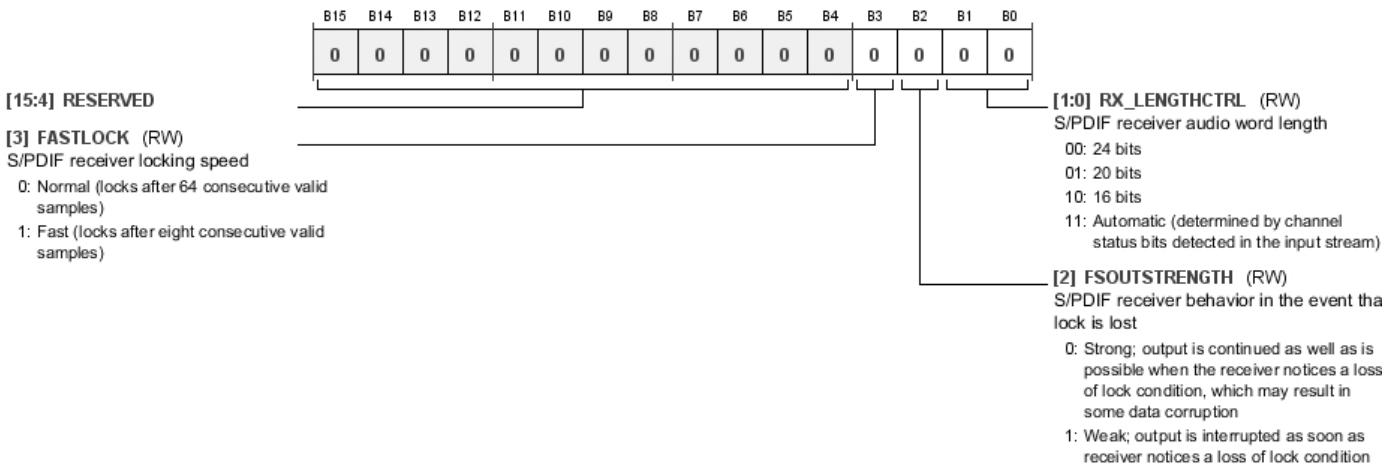 B15 B14 B13 B12 B11 B10 B9 B8 B7 B6 B5 B4 B3 B2 B1 B0
0 0 0 0 0 0 0 0 0 0 0 0 0 0 0 0
[15:4] RESERVED
[3] FASTLOCK (RW)
S/PDIF receiver locking speed
0: Normal (locks after 64 consecutive valid
samples)
1: Fast (locks after eight consecutive valid
samples)
[1:0] RX_LENGTHCTRL (RW)
S/PDIF receiver audio word length
00: 24 bits
01: 20 bits
10: 16 bits
11: Automatic (determined by channel
status bits detected in the input stream)
[2] FSOUTSTRENGTH (RW)
S/PDIF receiver behavior in the event tha
lock is lost
0: Strong; output is continued as well as is
possible when the receiver notices a loss
of lock condition, which may result in
some data corruption
1: Weak; output is interrupted as soon as
receiver notices a loss of lock condition